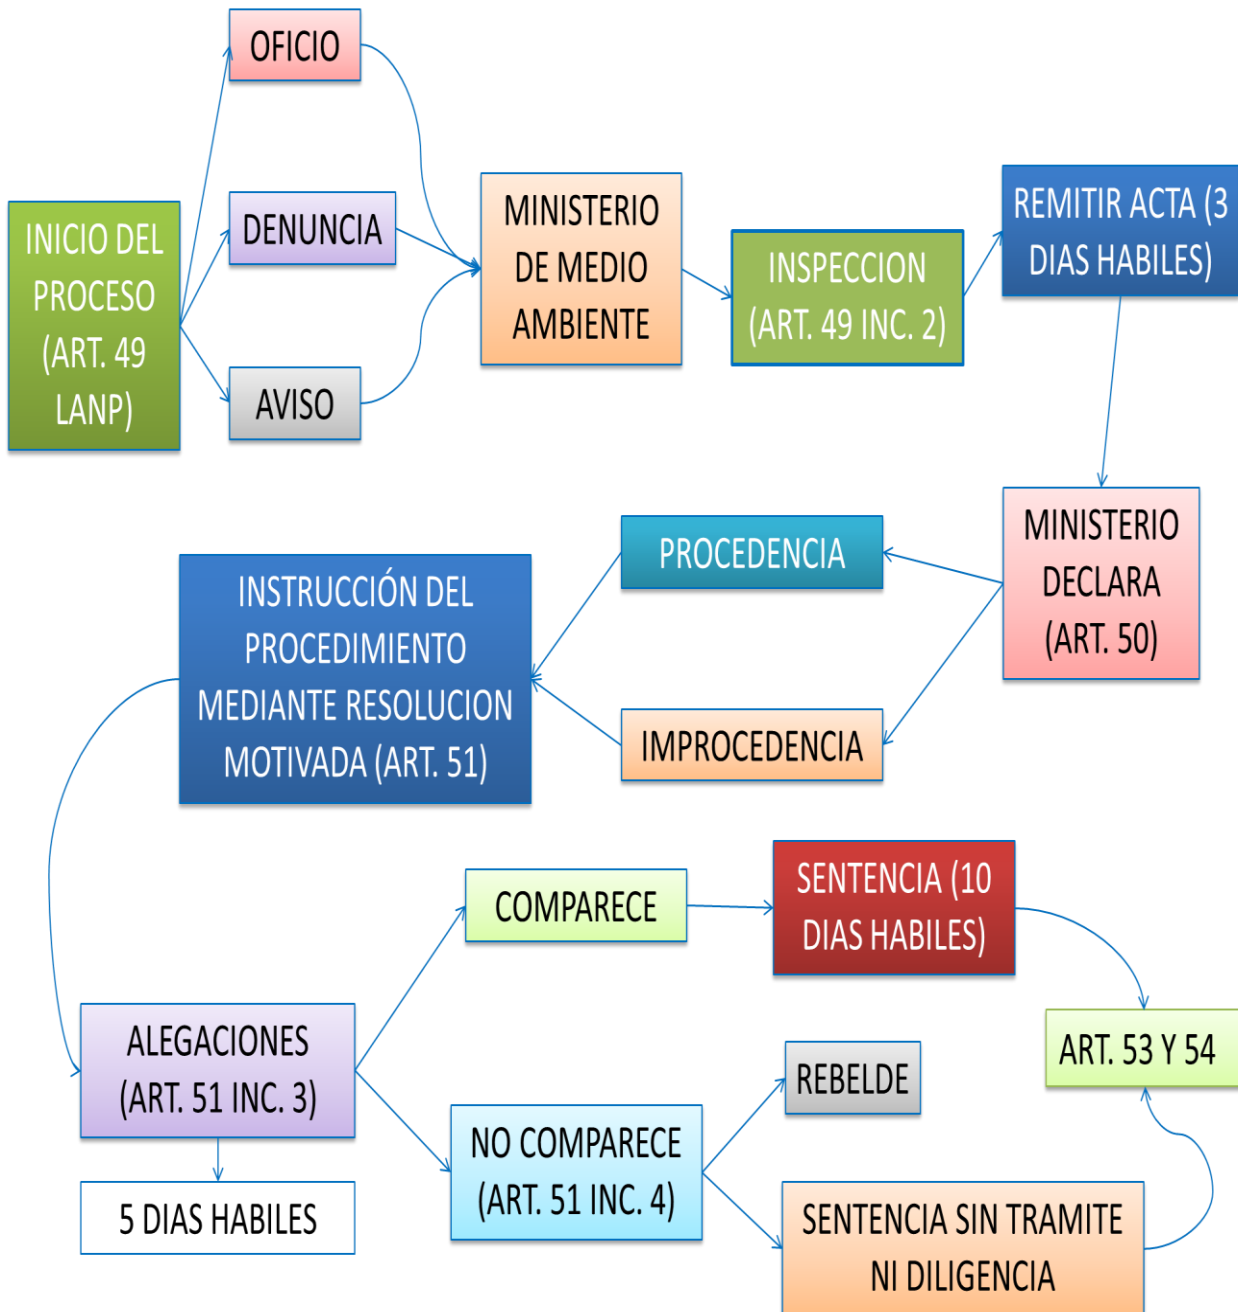 INICIO DEL
PROCESO
(ART. 49
LANP)
OFICIO
DENUNCIA
AVISO
MINISTERIO
DE MEDIO
AMBIENTE
INSPECCION
(ART. 49 INC. 2)
REMITIR ACTA (3
DIAS HABILES)
MINISTERIO
DECLARA
(ART. 50)
PROCEDENCIA
IMPROCEDENCIA
INSTRUCCIÓN DEL
PROCEDIMIENTO
MEDIANTE RESOLUCION
MOTIVADA (ART. 51)
ALEGACIONES
(ART. 51 INC. 3)
5 DIAS HABILES
COMPARECE
SENTENCIA (10
DIAS HABILES)
NO COMPARECE
(ART. 51 INC. 4)
REBELDE
SENTENCIA SIN TRAMITE
NI DILIGENCIA
ART. 53 Y 54